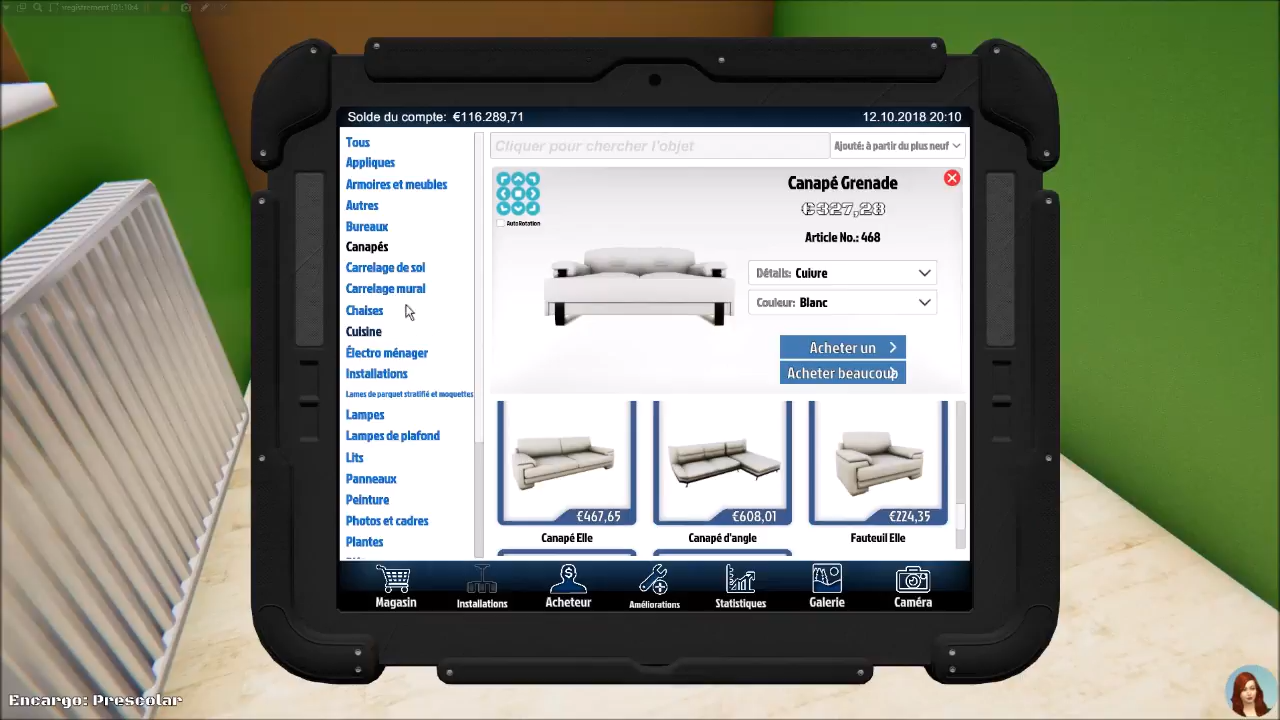 Solde du compte: €116.289,71
12.10.2018 20:10
Tous
Appliques
Armoires et meubles
Autres
Bureaux
Canapés
Carrelage de sol
Carrelage mural
Chaises
Cuisine
Électro ménager
Installations
Lames de parquet stratifié et moquettes
Lampes
Lampes de plafond
Lits
Panneaux
Peinture
Photos et cadres
Plantes
Cliquer pour chercher l'objet
Ajouté: à partir du plus neuf
AutoRotation
Canapé Grenade
€327,28
Article No.: 468
Détails: Cuivre
Couleur: Blanc
Acheter un
Acheter beaucoup
€467,65
€608,01
€224,35
Canapé Elle
Canapé d'angle
Fauteuil Elle
Magasin
Installations
Acheteur
Améliorations
Statistiques
Galerie
Caméra
Encargo: Prescolar